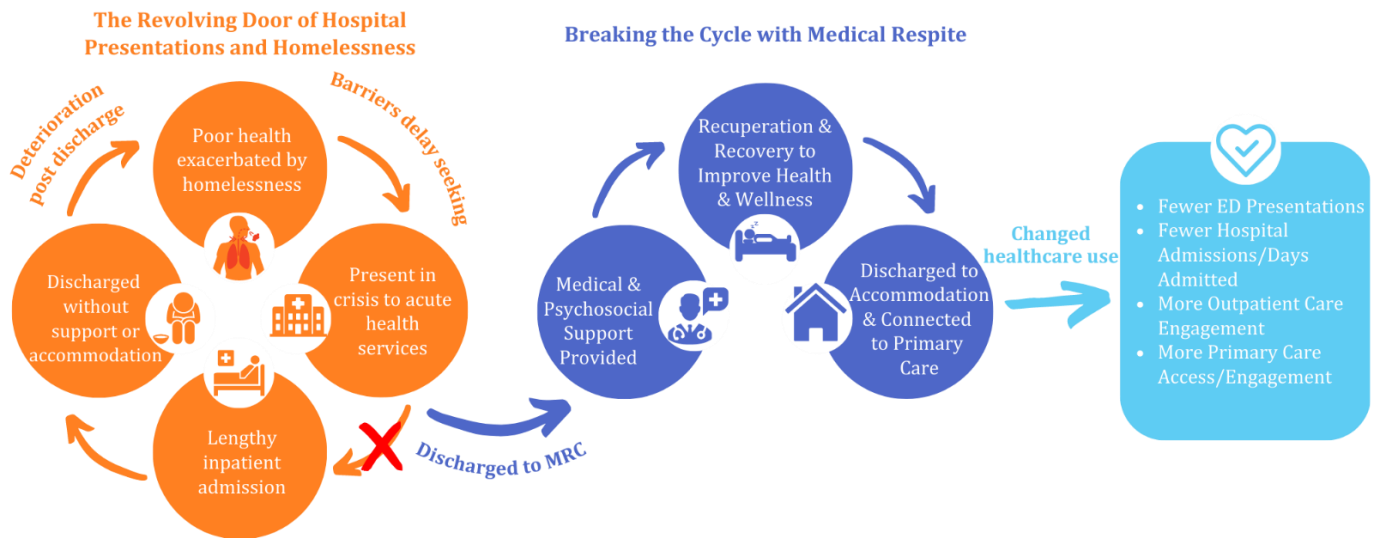 The Revolving Door of Hospital
Presentations and Homelessness
Deterioration
post discharge
Barriers delay seeking
Poor health
exacerbated by
homelessness
Present in
crisis to acute
health
services
Lengthy
inpatient
admission
Discharged
without
support or
accommodation
Breaking the Cycle with Medical Respite
Discharged to MRC
Medical &
Psychosocial
Support
Provided
Recuperation &
Recovery to
Improve Health
& Wellness
Discharged to
Accommodation
& Connected
to Primary
Care
Changed
healthcare use
• Fewer ED Presentations
• Fewer Hospital
Admissions/Days
Admitted
• More Outpatient Care
Engagement
• More Primary Care
Access/Engagement